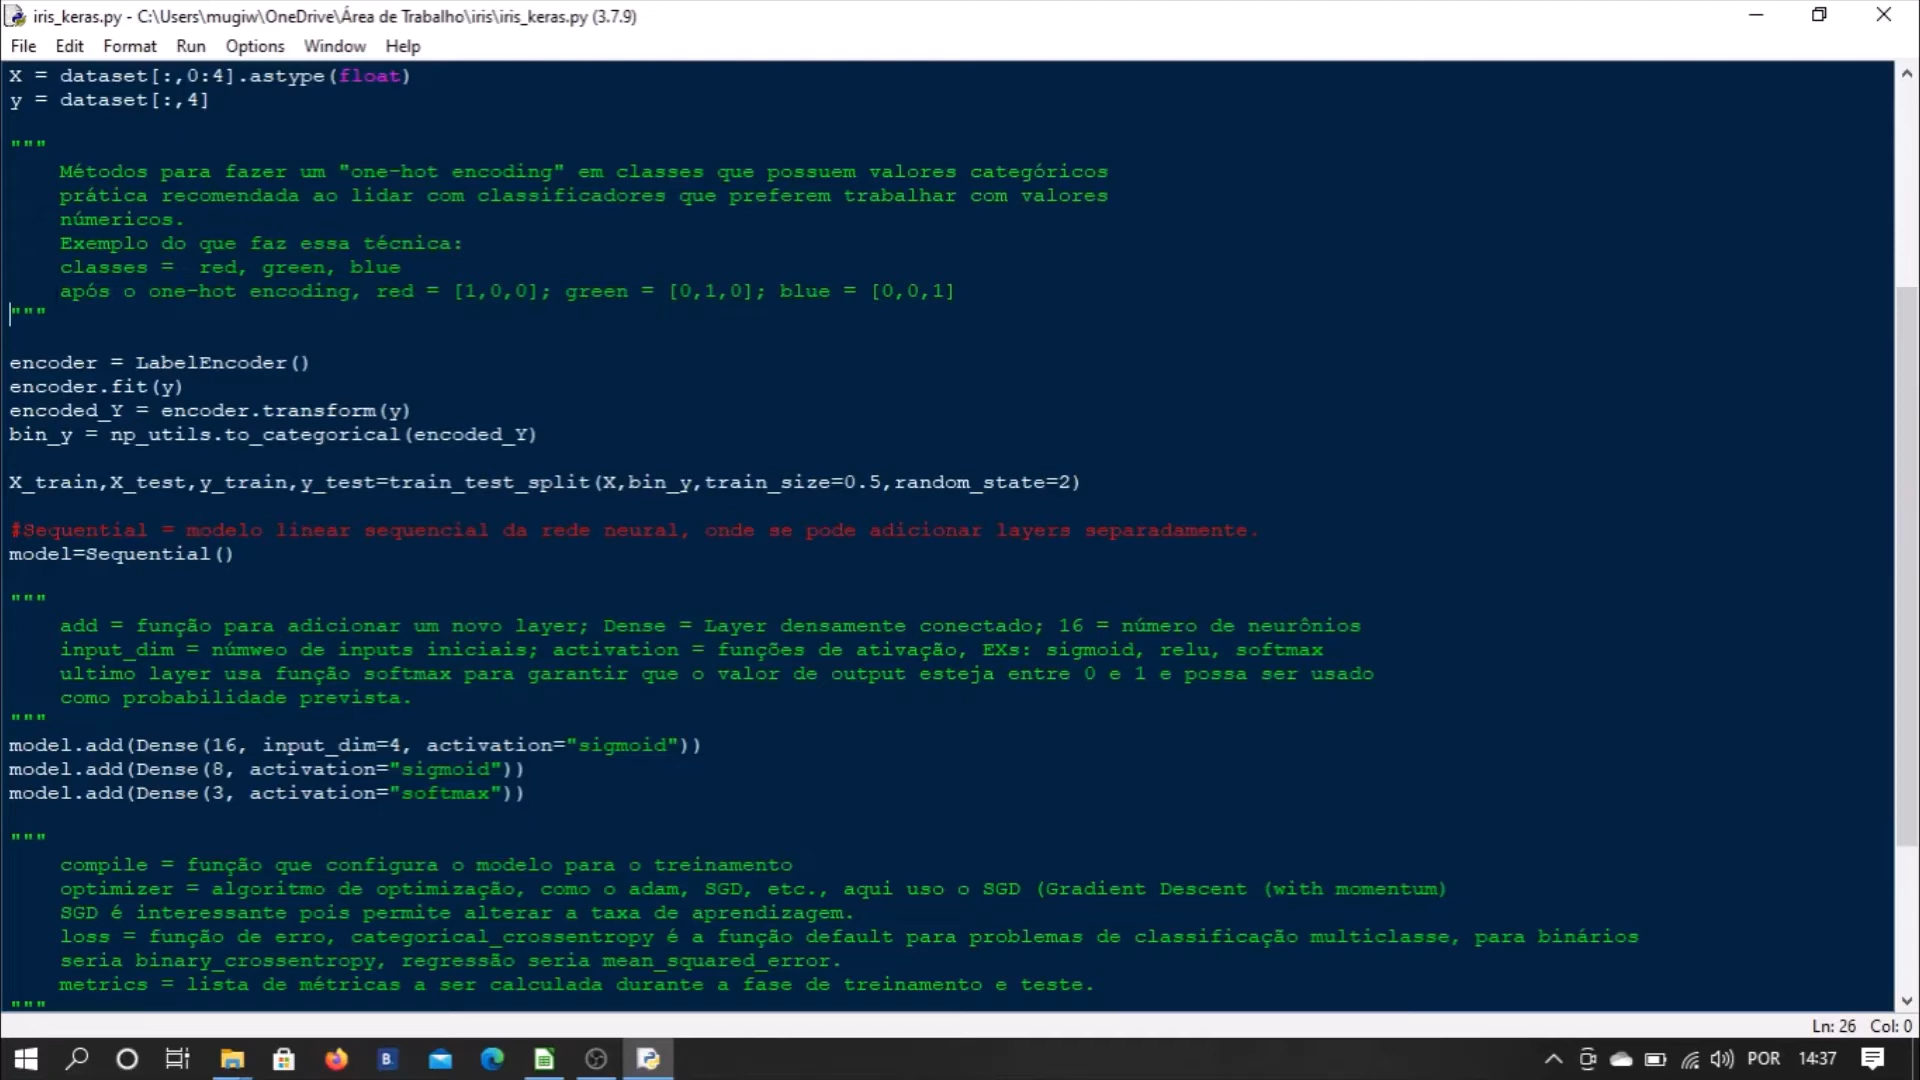 iris_keras.py - C:\Users\mugiw\OneDrive\Área de Trabalho\iris\iris_keras.py (3.7.9)
File Edit Format Run Options Window Help
X = dataset[:,0:4].astype(float)
y = dataset[:,4]
"""
Métodos para fazer um "one-hot encoding" em classes que possuem valores categóricos
prática recomendada ao lidar com classificadores que preferem trabalhar com valores
númericos.
Exemplo do que faz essa técnica:
classes =  red, green, blue
após o one-hot encoding, red = [1,0,0]; green = [0,1,0]; blue = [0,0,1]
"""
encoder = LabelEncoder()
encoder.fit(y)
encoded_Y = encoder.transform(y)
bin_y = np_utils.to_categorical(encoded_Y)
X_train,X_test,y_train,y_test=train_test_split(X,bin_y,train_size=0.5,random_state=2)
#Sequential = modelo linear sequencial da rede neural, onde se pode adicionar layers separadamente.
model=Sequential()
"""
add = função para adicionar um novo layer; Dense = Layer densamente conectado; 16 = número de neurônios
input_dim = númweo de inputs iniciais; activation = funções de ativação, EXs: sigmoid, relu, softmax
ultimo layer usa função softmax para garantir que o valor de output esteja entre 0 e 1 e possa ser usado
como probabilidade prevista.
"""
model.add(Dense(16, input_dim=4, activation="sigmoid"))
model.add(Dense(8, activation="sigmoid"))
model.add(Dense(3, activation="softmax"))
"""
compile = função que configura o modelo para o treinamento
optimizer = algoritmo de optimização, como o adam, SGD, etc., aqui uso o SGD (Gradient Descent (with momentum)
SGD é interessante pois permite alterar a taxa de aprendizagem.
loss = função de erro, categorical_crossentropy é a função default para problemas de classificação multiclasse, para binários
seria binary_crossentropy, regressão seria mean_squared_error.
metrics = lista de métricas a ser calculada durante a fase de treinamento e teste.
"""
Ln: 26 Col: 0
B. POR 14:37